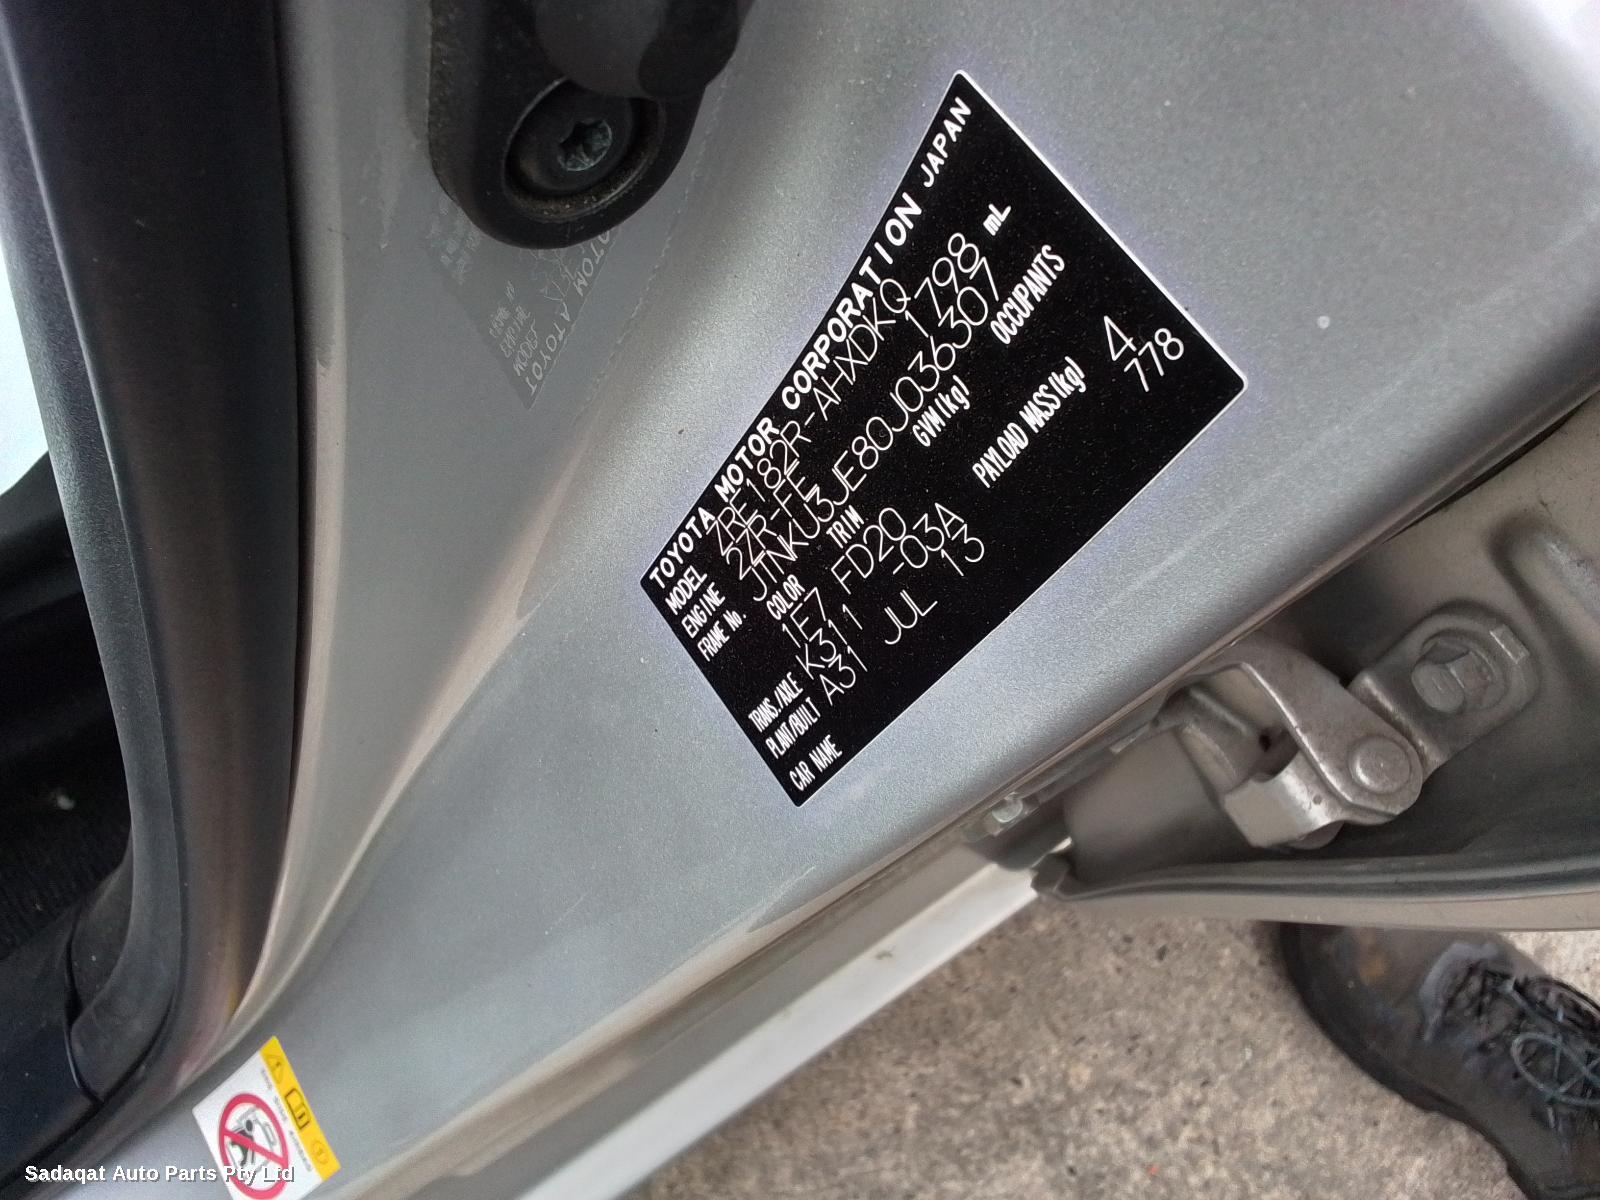 TOYOTA MOTOR CORPORATION JAPAN
MODEL ZRE182R-AHXDKQ
ENGINE 2ZR-FE 1798 mL
FRAME No. JTNKU3JE80J036307
COLOR TRIM GVM(kg) OCCUPANTS
1F7 FD20 4
TRANS./AXLE K311 -03A PAYLOAD MASS(kg) 778
PLANT/BUILT A31 JUL 13
CAR NAME
Sadaqat Auto Parts Pty Ltd